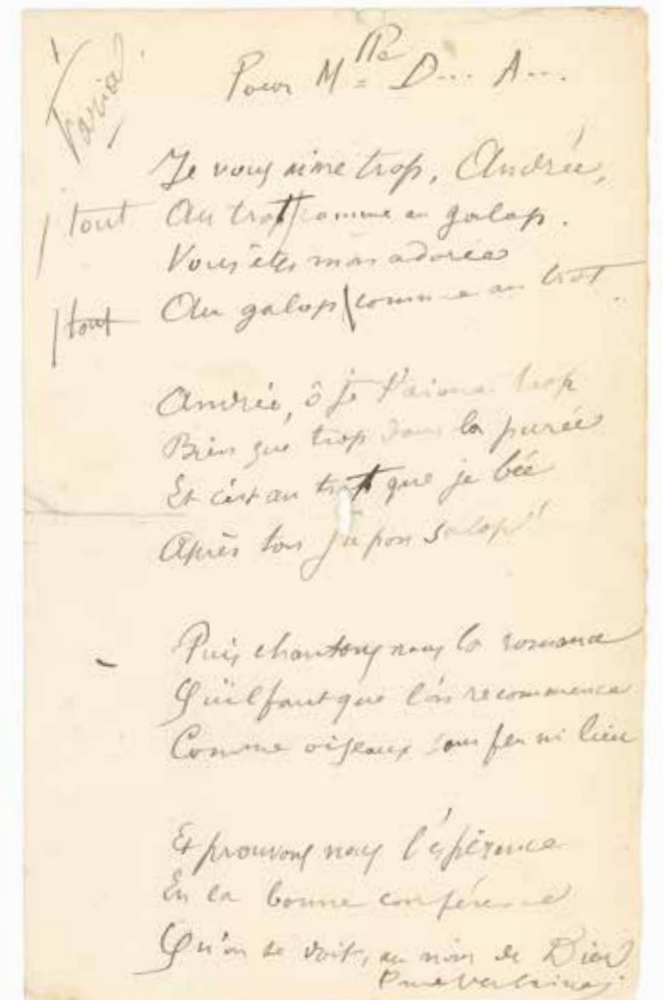 Varia
Pour Mlle D... A...
Je vous aime trop, Andrée,
tout Au trot comme au galop.
Vous êtes mon adorée
tout Au galop comme au trot.
Andrée, ô je t'aime trop
Bien que trop dans la purée
Et c'est au trot que je bée
Après ton jupon salop!
Puis chantons nous la romance
Qu'il faut que l'on recommence
Comme oiseaux sans feu ni lieu
Et prouvons nous l'espérance
En la bonne conférence
Qu'on se doit, au nom de Dieu
Paul Verlaine